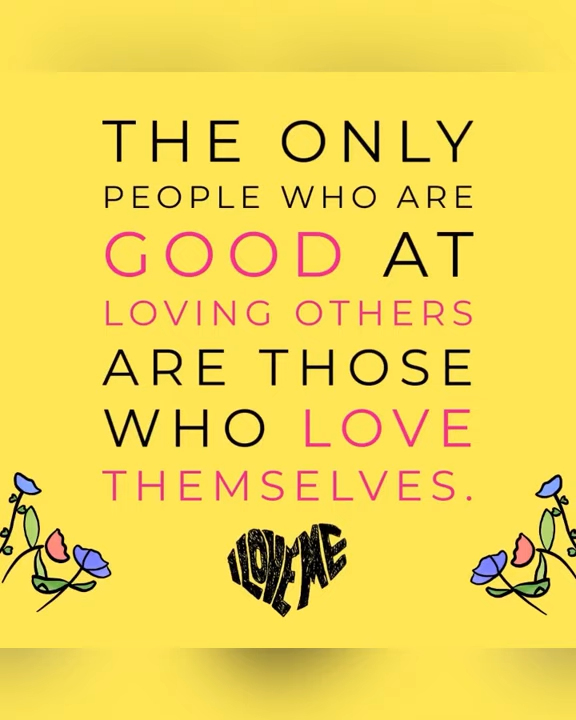 THE ONLY
PEOPLE WHO ARE
GOOD AT
LOVING OTHERS
ARE THOSE
WHO LOVE
THEMSELVES.
I LOVE ME